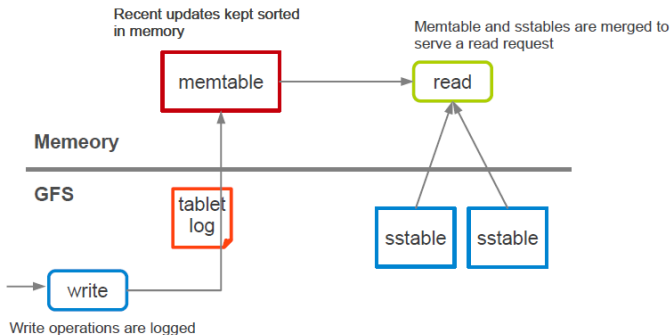 Recent updates kept sorted
in memory
Memtable and sstables are merged to
serve a read request
memtable
read
Memeory
GFS
tablet
log
sstable
sstable
write
Write operations are logged